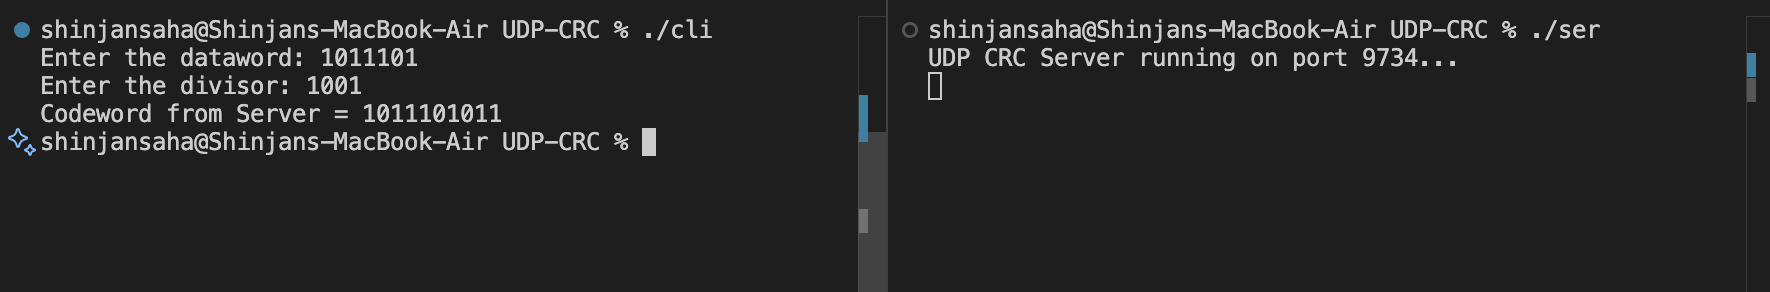 shinjansaha@Shinjans-MacBook-Air UDP-CRC % ./cli
Enter the dataword: 1011101
Enter the divisor: 1001
Codeword from Server = 1011101011
shinjansaha@Shinjans-MacBook-Air UDP-CRC %
shinjansaha@Shinjans-MacBook-Air UDP-CRC % ./ser
UDP CRC Server running on port 9734...